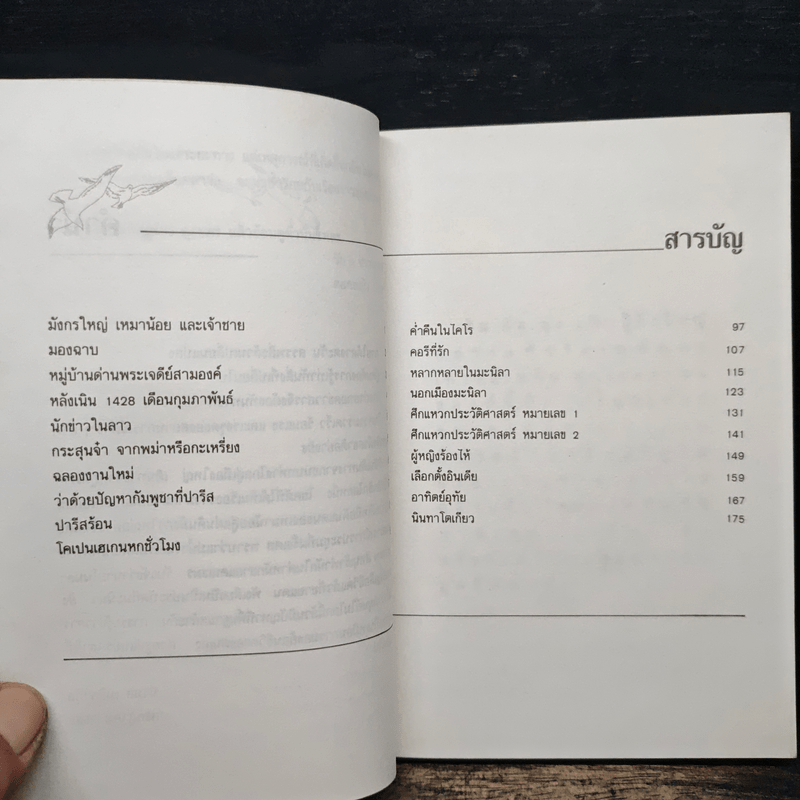 สารบัญ
มังกรใหญ่ เหมาน้อย และเจ้าชาย
มองฉาบ
หมู่บ้านด่านพระเจดีย์สามองค์
หลังเนิน 1428 เดือนกุมภาพันธ์
นักข่าวในลาว
กระสุนจ๋า จากพม่าหรือกะเหรี่ยง
ฉลองงานใหม่
ว่าด้วยปัญหากัมพูชาที่ปารีส
ปารีสร้อน
โคเปนเฮเกนหกชั่วโมง
ค่ำคืนในไคโร 97
คอรีที่รัก 107
หลากหลายในมะนิลา 115
นอกเมืองมะนิลา 123
ศึกแหวกประวัติศาสตร์ หมายเลข 1 131
ศึกแหวกประวัติศาสตร์ หมายเลข 2 141
ผู้หญิงร้องไห้ 149
เลือกตั้งอินเดีย 159
อาทิตย์อุทัย 167
นินทาโตเกียว 175